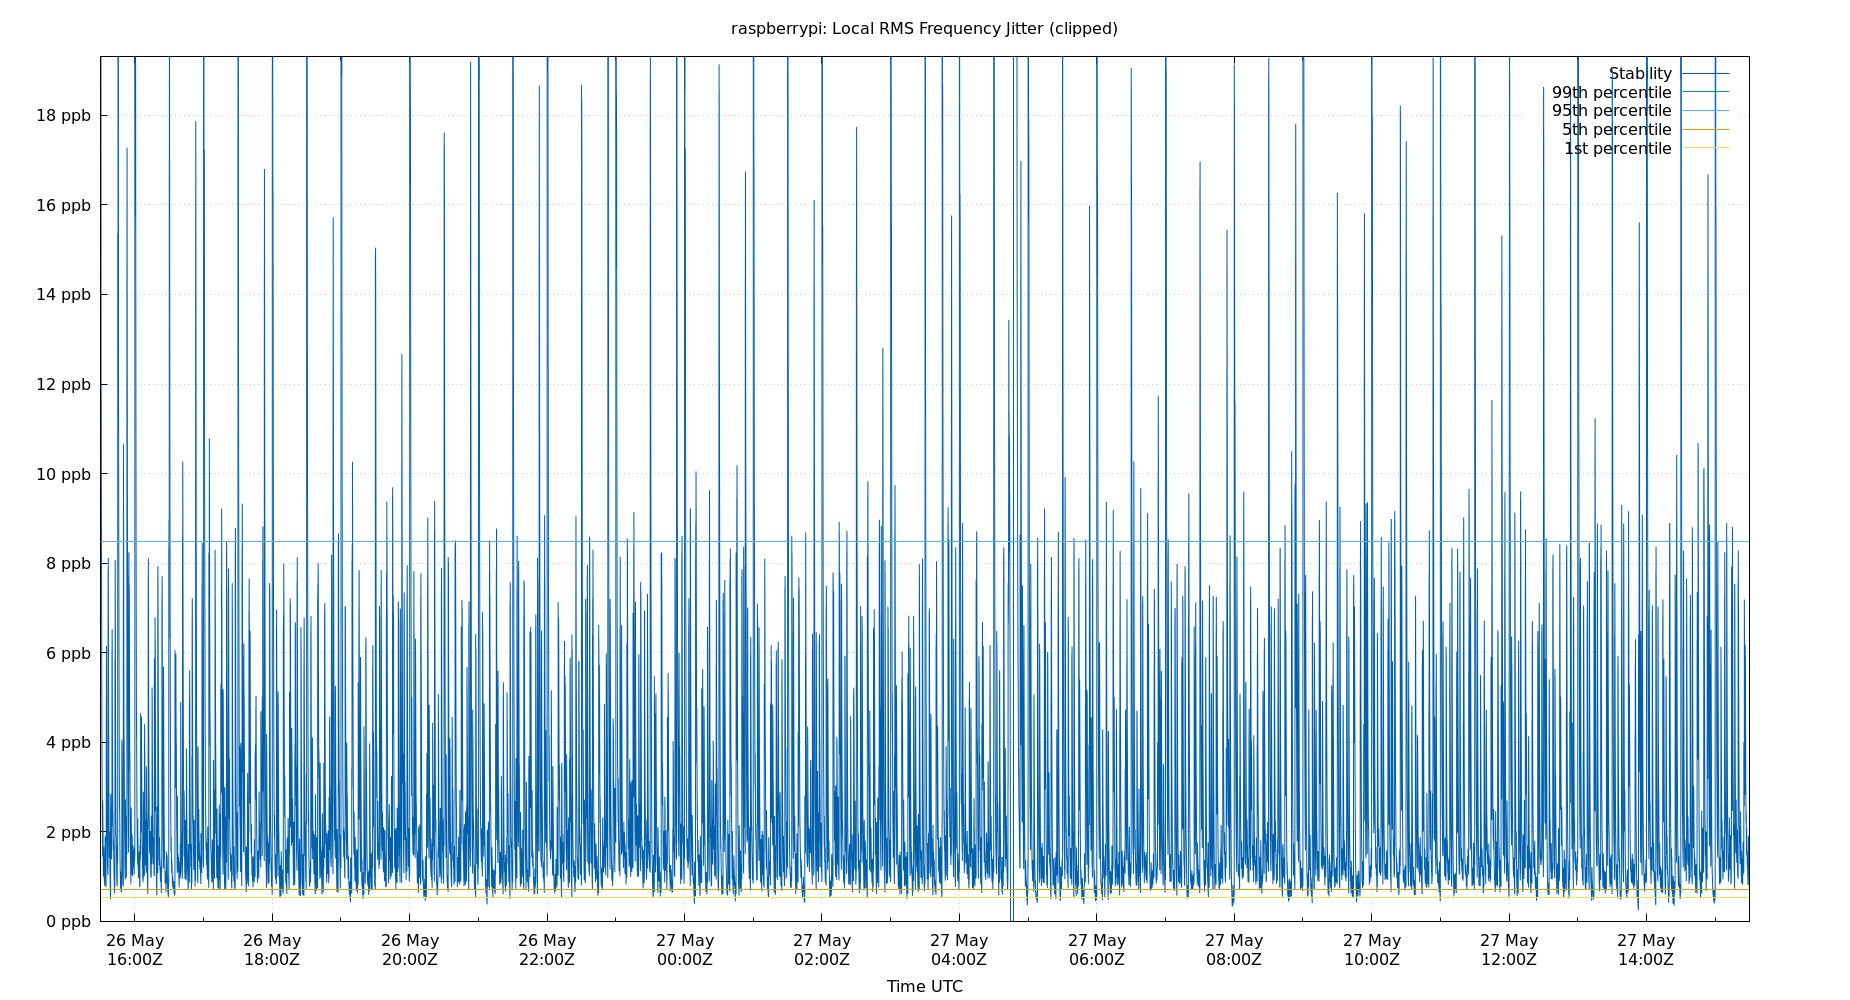 raspberrypi: Local RMS Frequency Jitter (clipped)
Stability
99th percentile
95th percentile
5th percentile
1st percentile
18 ppb
16 ppb
14 ppb
12 ppb
10 ppb
8 ppb
6 ppb
4 ppb
2 ppb
0 ppb
26 May 26 May 26 May 26 May 27 May 27 May 27 May 27 May 27 May 27 May 27 May 27 May
16:00Z 18:00Z 20:00Z 22:00Z 00:00Z 02:00Z 04:00Z 06:00Z 08:00Z 10:00Z 12:00Z 14:00Z
Time UTC